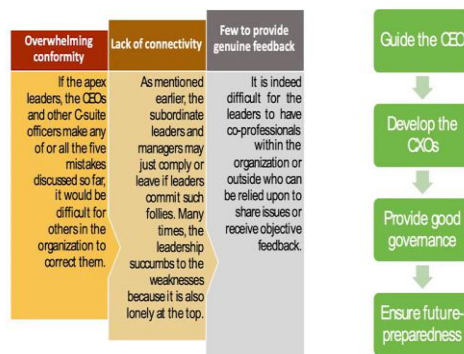 Overwhelming
conformity
If the apex
leaders, the CEOs
and other C-suite
officers make any
of or all the five
mistakes
discussed so far,
it would be
difficult for
others in the
organization to
correct them.
Lack of connectivity
As mentioned
earlier, the
subordinate
leaders and
managers may
just comply or
leave if leaders
commit such
follies. Many
times, the
leadership
succumbs to the
weaknesses
because it is also
lonely at the top.
Few to provide
genuine feedback
It is indeed
difficult for the
leaders to have
co-professionals
within the
organization or
outside who can
be relied upon to
share issues or
receive objective
feedback.
Guide the CEO
Develop the
CXOs
Provide good
governance
Ensure future-
preparedness